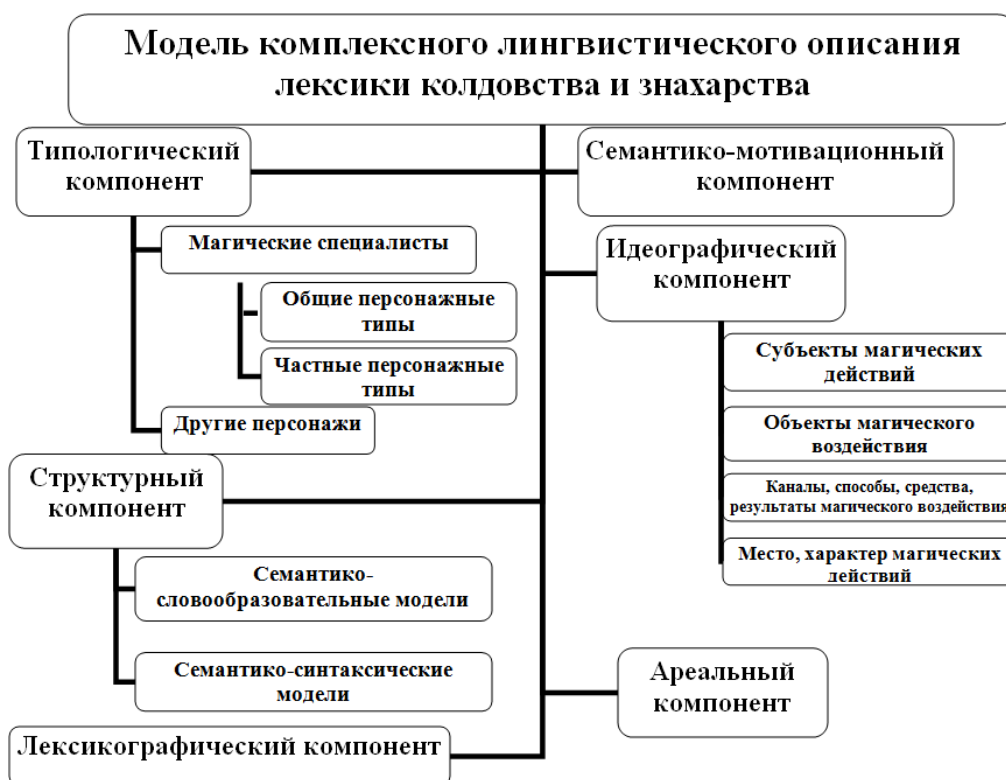 Модель комплексного лингвистического описания
лексики колдовства и знахарства
Типологический
компонент
Семантико-мотивационный
компонент
Магические специалисты
Общие персонажные
типы
Частные персонажные
типы
Другие персонажи
Идеографический
компонент
Субъекты магических
действий
Объекты магического
воздействия
Каналы, способы, средства,
результаты магического воздействия
Место, характер магических
действий
Структурный
компонент
Семантико-
словообразовательные модели
Семантико-синтаксические
модели
Ареальный
компонент
Лексикографический компонент